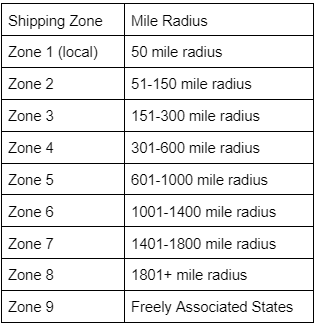 Shipping Zone Mile Radius
Zone 1 (local) 50 mile radius
Zone 2 51-150 mile radius
Zone 3 151-300 mile radius
Zone 4 301-600 mile radius
Zone 5 601-1000 mile radius
Zone 6 1001-1400 mile radius
Zone 7 1401-1800 mile radius
Zone 8 1801+ mile radius
Zone 9 Freely Associated States